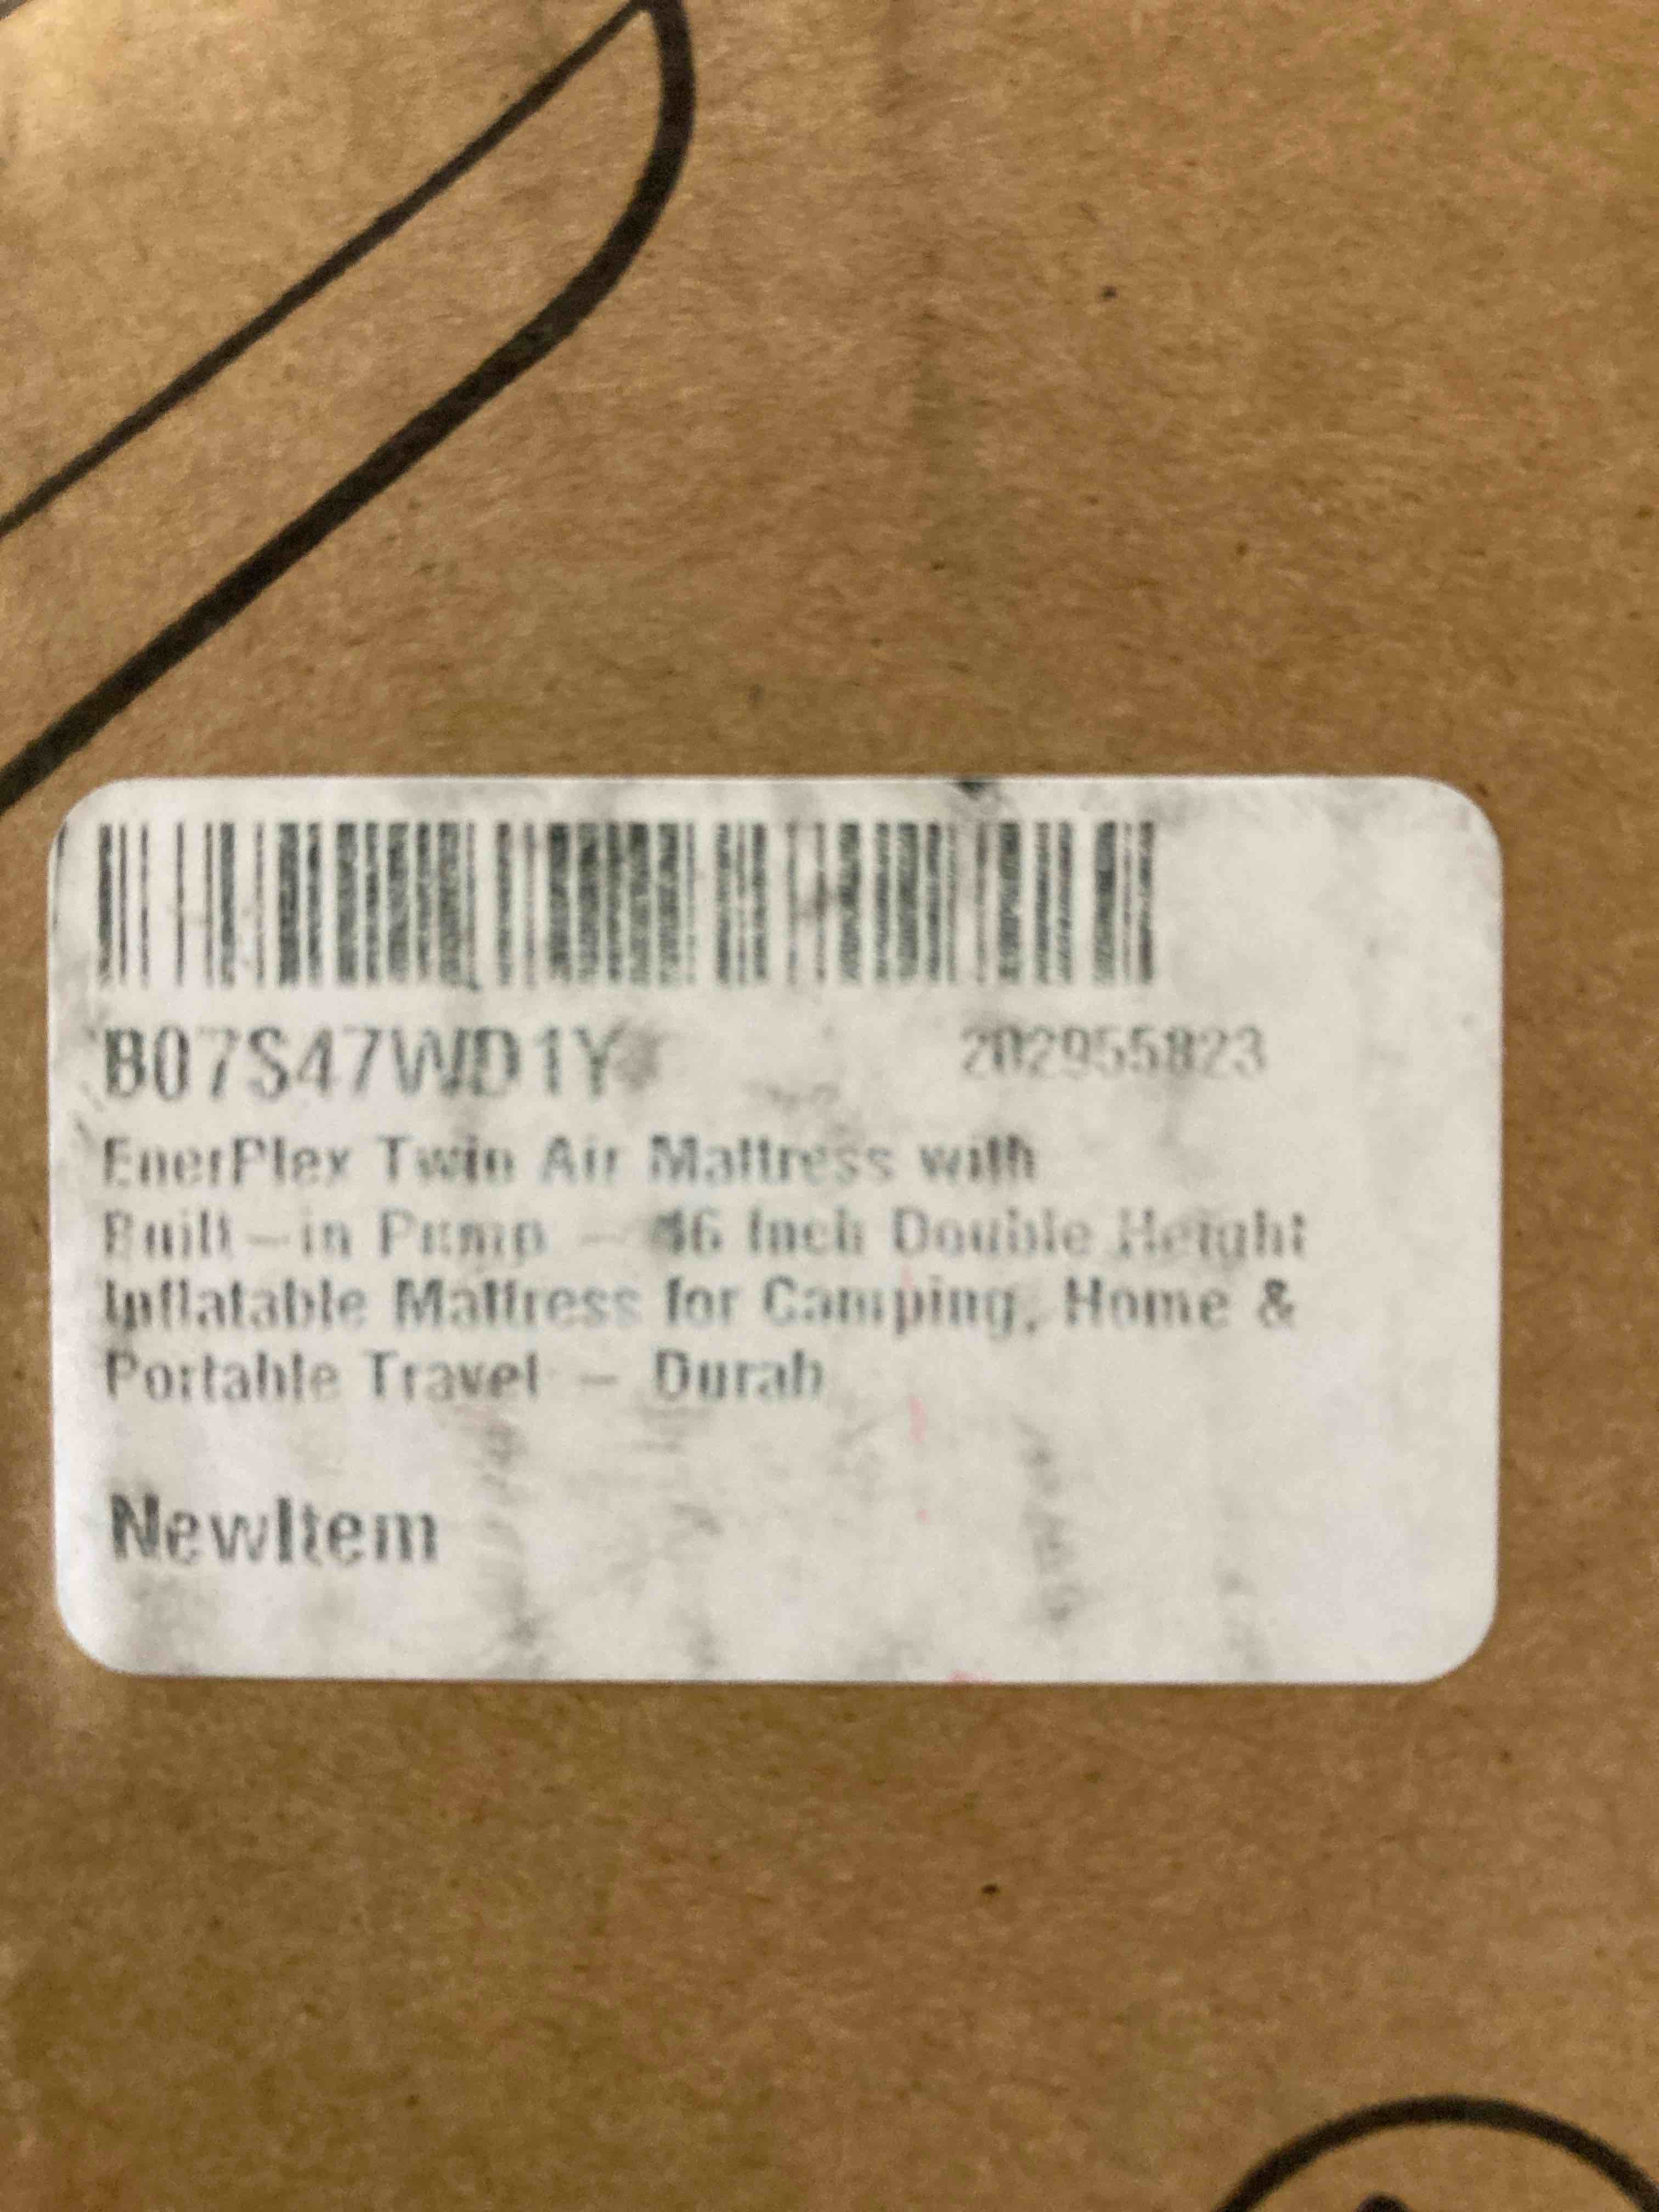 B07S47WD1Y 202955823
EnerPlex Twin Air Mattress with
Built-in Pump - 16 Inch Double Height
Inflatable Mattress for Camping, Home &
Portable Travel - Durab
NewItem